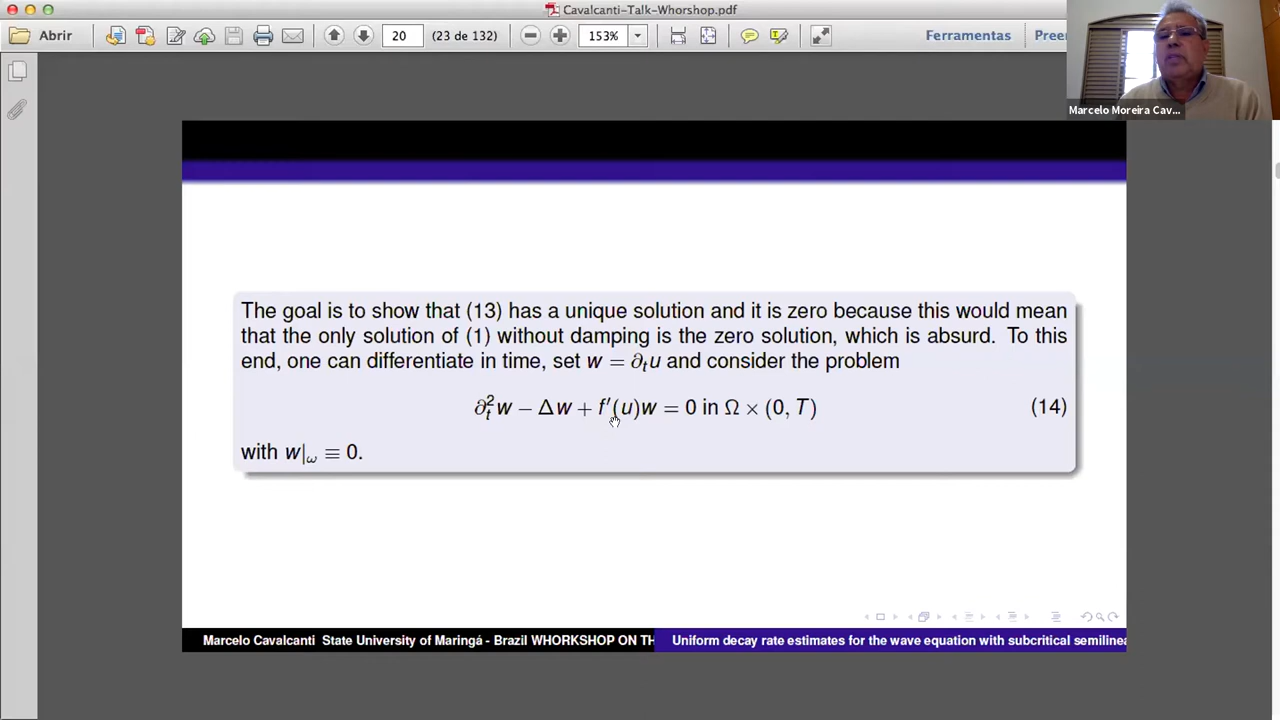 Cavalcanti-Talk-Whorshop.pdf
Abrir
20
(23 de 132)
153%
Ferramentas
Marcelo Moreira Cav...
The goal is to show that (13) has a unique solution and it is zero because this would mean
that the only solution of (1) without damping is the zero solution, which is absurd. To this
end, one can differentiate in time, set w = ∂ₜu and consider the problem
∂ₜ²w − Δw + f′(u)w = 0 in Ω × (0, T) (14)
with w|_ω ≡ 0.
Marcelo Cavalcanti State University of Maringá - Brazil WHORKSHOP ON TH
Uniform decay rate estimates for the wave equation with subcritical semilinea